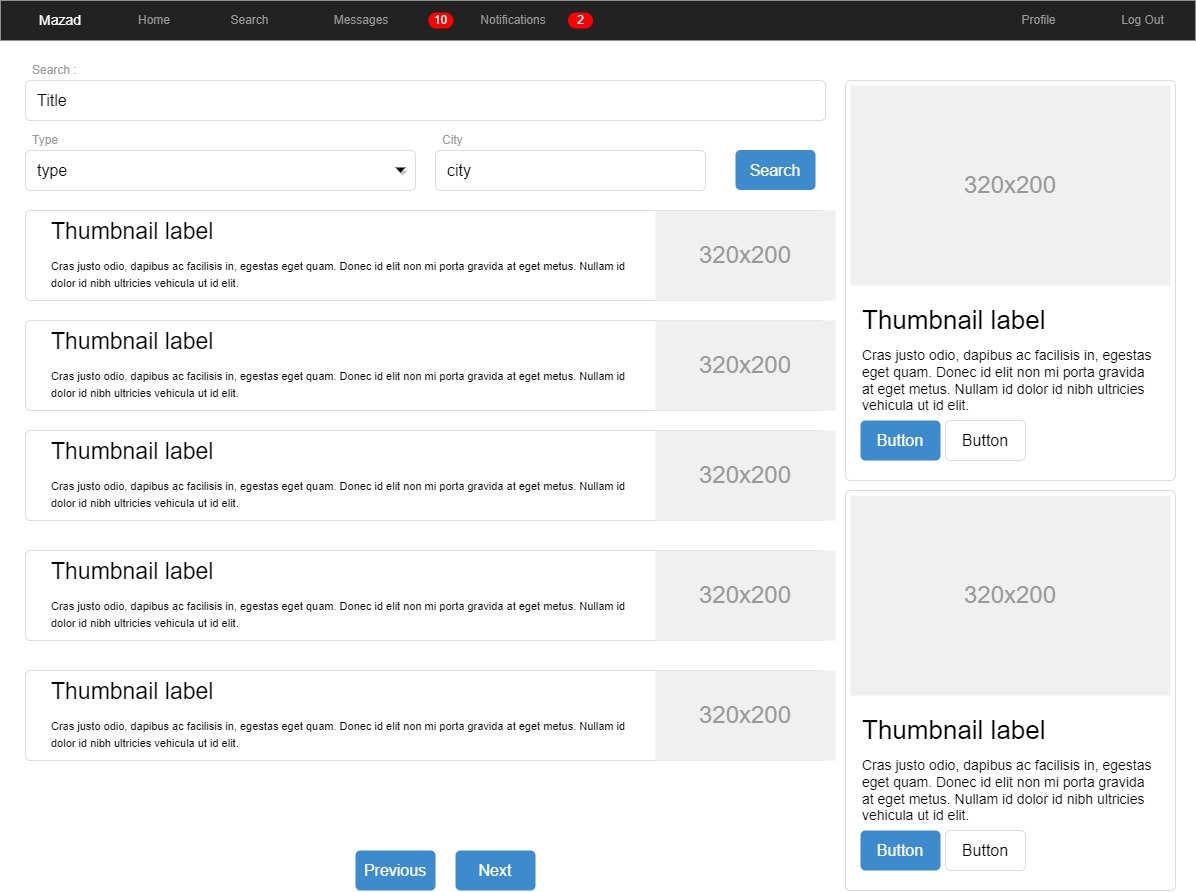 Mazad Home Search Messages 10 Notifications 2 Profile Log Out
Search :
Title
Type City
type city Search
Thumbnail label
Cras justo odio, dapibus ac facilisis in, egestas eget quam. Donec id elit non mi porta gravida at eget metus. Nullam id
dolor id nibh ultricies vehicula ut id elit.
320x200
Thumbnail label
Cras justo odio, dapibus ac facilisis in, egestas eget quam. Donec id elit non mi porta gravida at eget metus. Nullam id
dolor id nibh ultricies vehicula ut id elit.
320x200
Thumbnail label
Cras justo odio, dapibus ac facilisis in, egestas eget quam. Donec id elit non mi porta gravida at eget metus. Nullam id
dolor id nibh ultricies vehicula ut id elit.
320x200
Thumbnail label
Cras justo odio, dapibus ac facilisis in, egestas eget quam. Donec id elit non mi porta gravida at eget metus. Nullam id
dolor id nibh ultricies vehicula ut id elit.
320x200
Thumbnail label
Cras justo odio, dapibus ac facilisis in, egestas eget quam. Donec id elit non mi porta gravida at eget metus. Nullam id
dolor id nibh ultricies vehicula ut id elit.
320x200
Previous Next
320x200
Thumbnail label
Cras justo odio, dapibus ac facilisis in, egestas
eget quam. Donec id elit non mi porta gravida
at eget metus. Nullam id dolor id nibh ultricies
vehicula ut id elit.
Button Button
320x200
Thumbnail label
Cras justo odio, dapibus ac facilisis in, egestas
eget quam. Donec id elit non mi porta gravida
at eget metus. Nullam id dolor id nibh ultricies
vehicula ut id elit.
Button Button